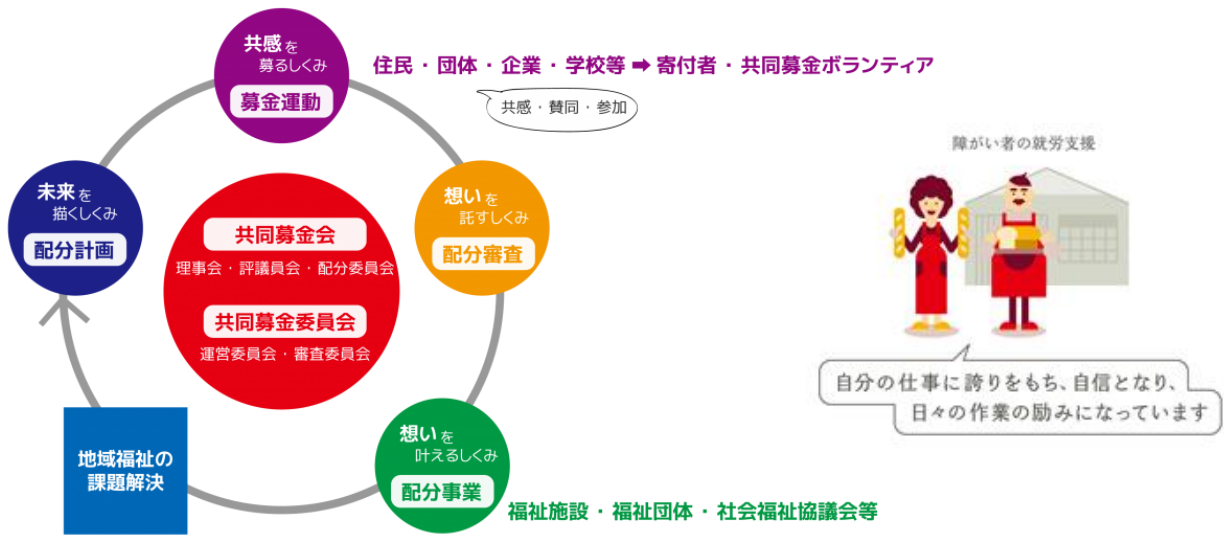 共感を
募るしくみ
募金運動
住民・団体・企業・学校等➡寄付者・共同募金ボランティア
共感・賛同・参加
未来を
描くしくみ
配分計画
共同募金会
理事会・評議員会・配分委員会
共同募金委員会
運営委員会・審査委員会
想いを
託すしくみ
配分審査
想いを
叶えるしくみ
配分事業
福祉施設・福祉団体・社会福祉協議会等
地域福祉の
課題解決
障がい者の就労支援
自分の仕事に誇りをもち、自信となり、
日々の作業の励みになっています